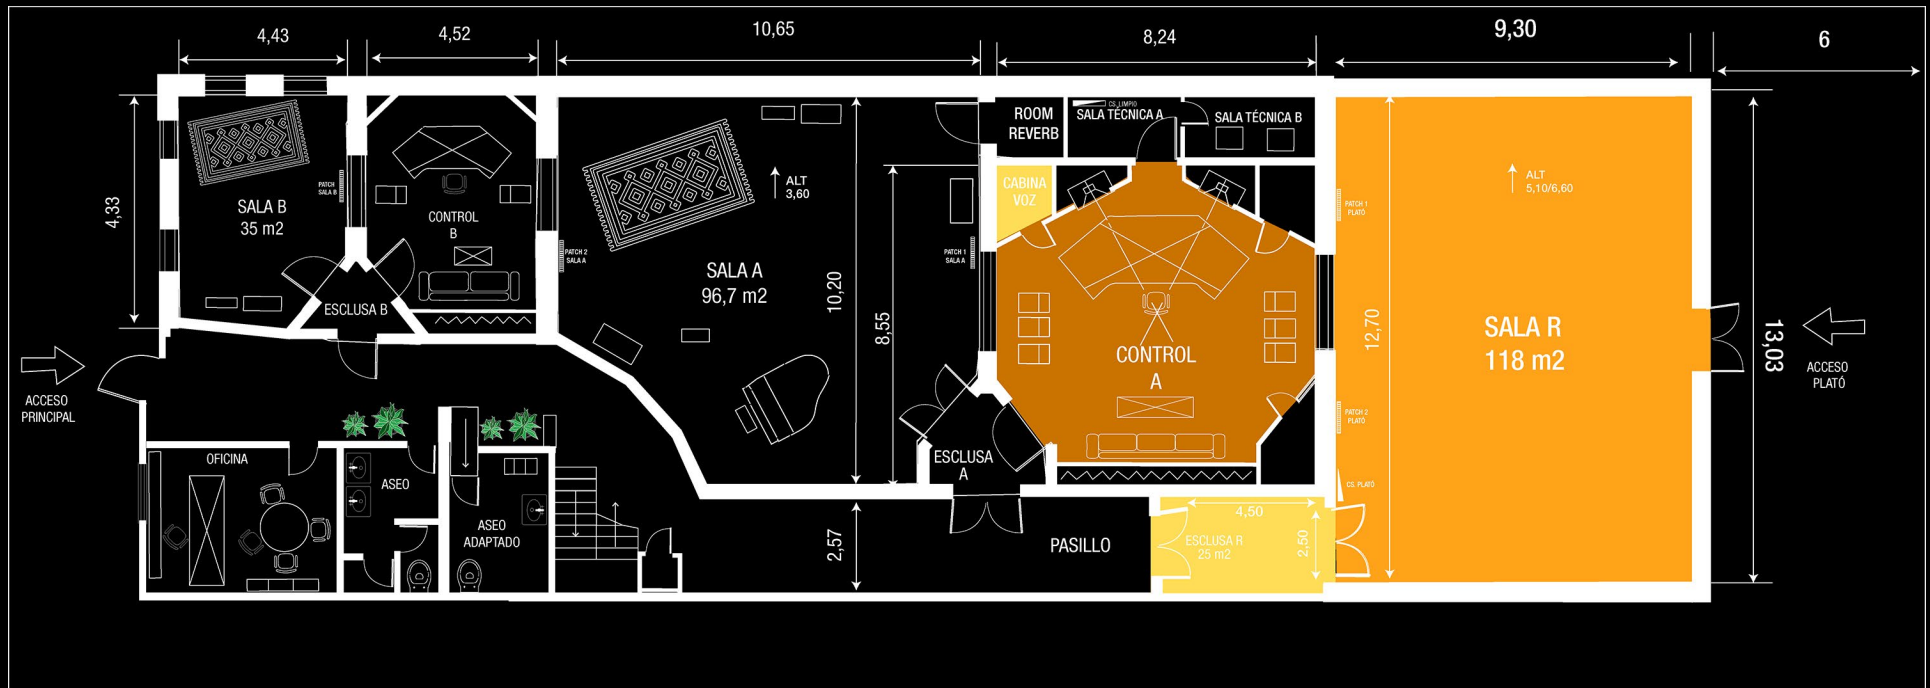 4,43
4,52
10,65
8,24
9,30
6
4,33
SALA B
35 m2
PATCH
SALA B
CONTROL
B
ESCLUSA B
PATCH 2
SALA A
ALT
3,60
SALA A
96,7 m2
10,20
8,55
PATCH 1
SALA A
ROOM
REVERB
CS. LIMPIO
SALA TÉCNICA A
SALA TÉCNICA B
CABINA
VOZ
CONTROL
A
ESCLUSA
A
PATCH 1
PLATÓ
ALT
5,10/6,60
12,70
SALA R
118 m2
PATCH 2
PLATÓ
CS. PLATÓ
13,03
ACCESO
PLATÓ
ACCESO
PRINCIPAL
OFICINA
ASEO
ASEO
ADAPTADO
2,57
PASILLO
4,50
ESCLUSA R
25 m2
2,50